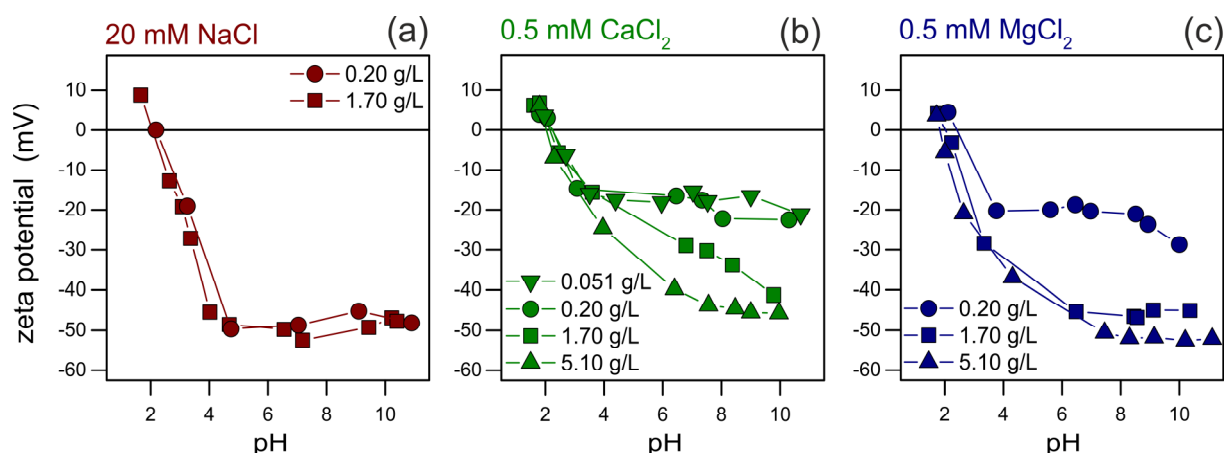 20 mM NaCl
(a)
0.5 mM CaCl₂
(b)
0.5 mM MgCl₂
(c)
zeta potential (mV)
10
0
-10
-20
-30
-40
-50
-60
0.20 g/L
1.70 g/L
2 4 6 8 10
pH
10
0
-10
-20
-30
-40
-50
-60
0.051 g/L
0.20 g/L
1.70 g/L
5.10 g/L
2 4 6 8 10
pH
10
0
-10
-20
-30
-40
-50
-60
0.20 g/L
1.70 g/L
5.10 g/L
2 4 6 8 10
pH